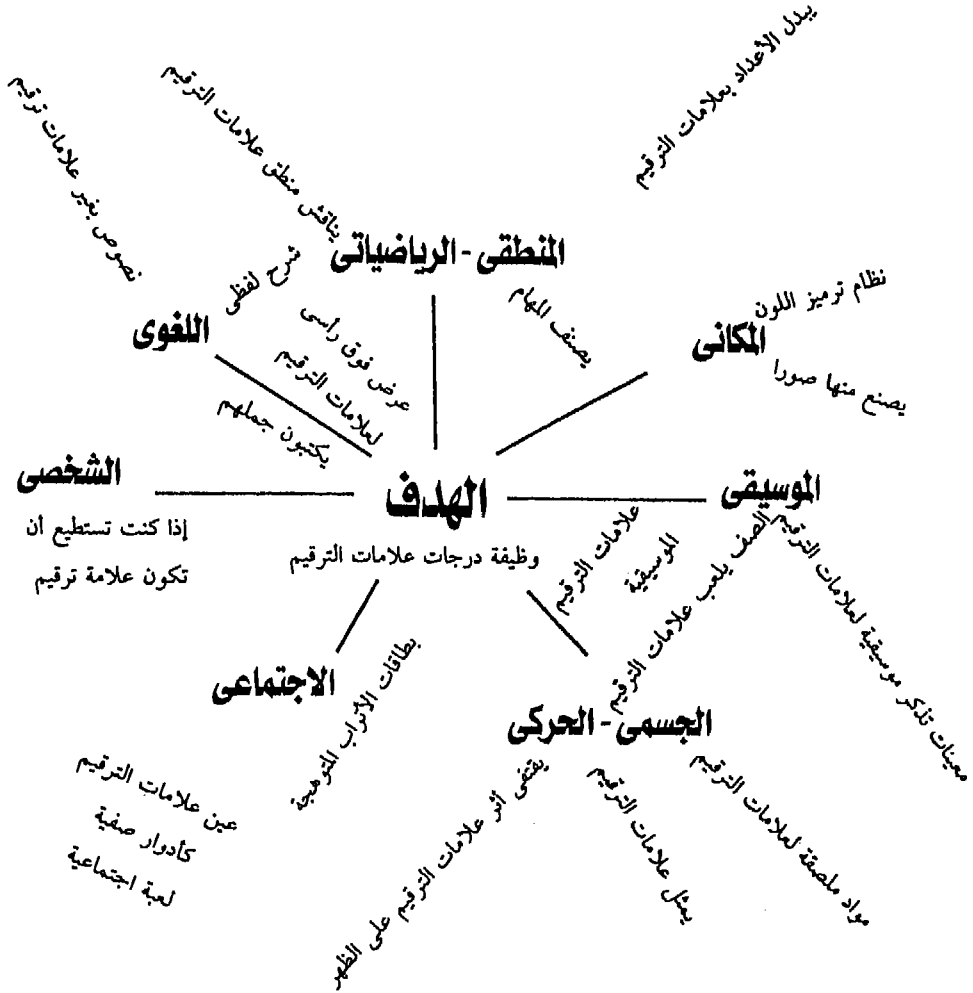 يبدل الأعداد بعلامات الترقيم
يناقش منطق علامات الترقيم
نصوص بغير علامات ترقيم
المنطقى - الرياضياتى
شرح لفظى
اللغوى
عرض فوق رأسى
لعلامات الترقيم
يكتبون جملهم
يصنف المهام
نظام ترميز اللون
المكانى
يصنع منها صورا
الشخصى
إذا كنت تستطيع أن
تكون علامة ترقيم
الهدف
وظيفة درجات علامات الترقيم
الموسيقى
علامات الترقيم
الموسيقية
الصف يلعب علامات الترقيم
معينات تذكر موسيقية لعلامات الترقيم
الاجتماعى
بطاقات الأتراب المتوهجة
عين علامات الترقيم
كأدوار صفية
لعبة اجتماعية
الجسمى - الحركى
يقتفى أثر علامات الترقيم على الظهر
يمثل علامات الترقيم
مواد ملصقة لعلامات الترقيم